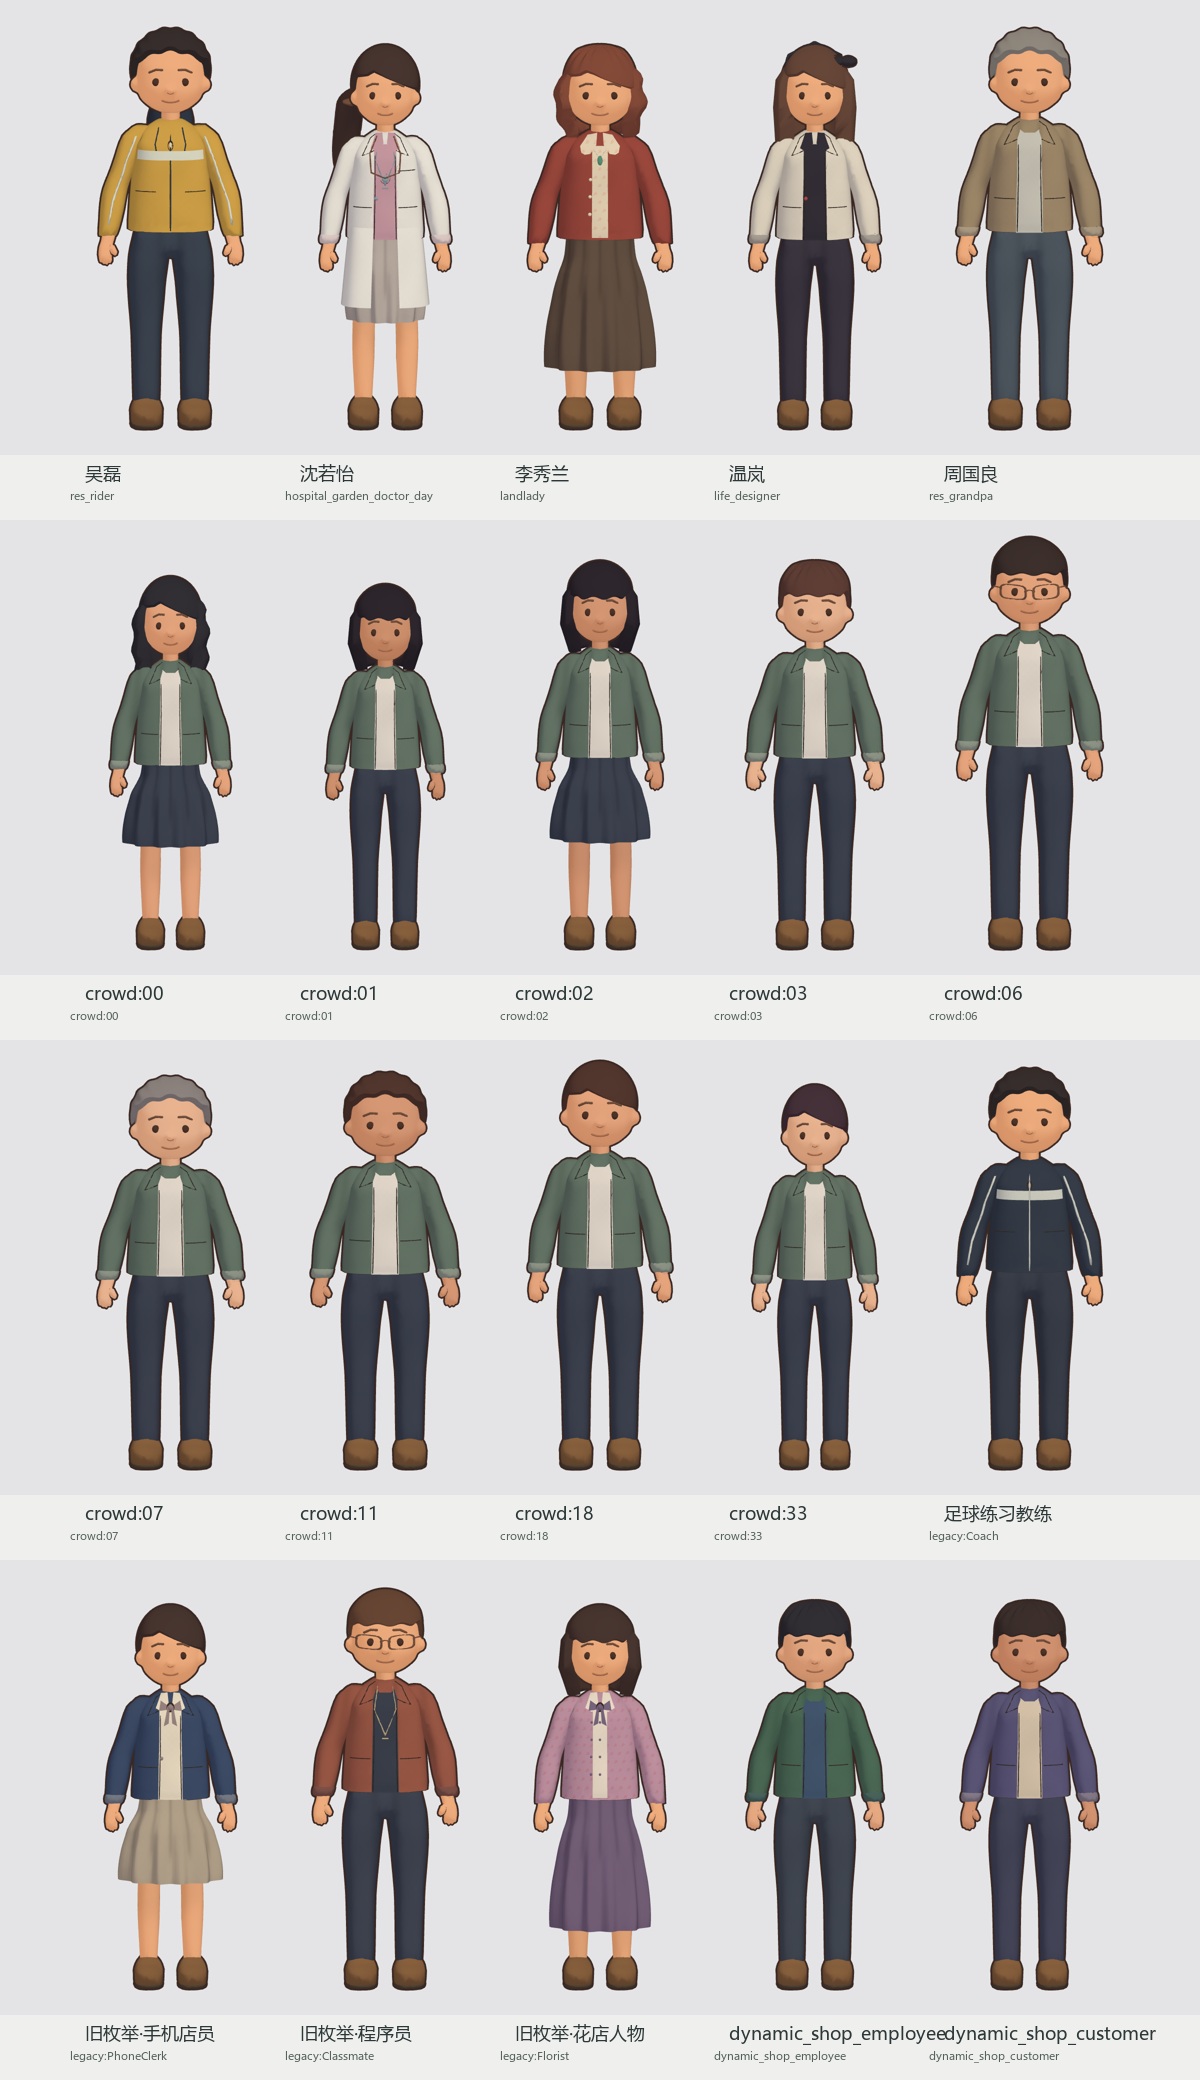 吴磊
res_rider
沈若怡
hospital_garden_doctor_day
李秀兰
landlady
温岚
life_designer
周国良
res_grandpa
crowd:00
crowd:00
crowd:01
crowd:01
crowd:02
crowd:02
crowd:03
crowd:03
crowd:06
crowd:06
crowd:07
crowd:07
crowd:11
crowd:11
crowd:18
crowd:18
crowd:33
crowd:33
足球练习教练
legacy:Coach
旧枚举·手机店员
legacy:PhoneClerk
旧枚举·程序员
legacy:Classmate
旧枚举·花店人物
legacy:Florist
dynamic_shop_employee
dynamic_shop_employee
dynamic_shop_customer
dynamic_shop_customer